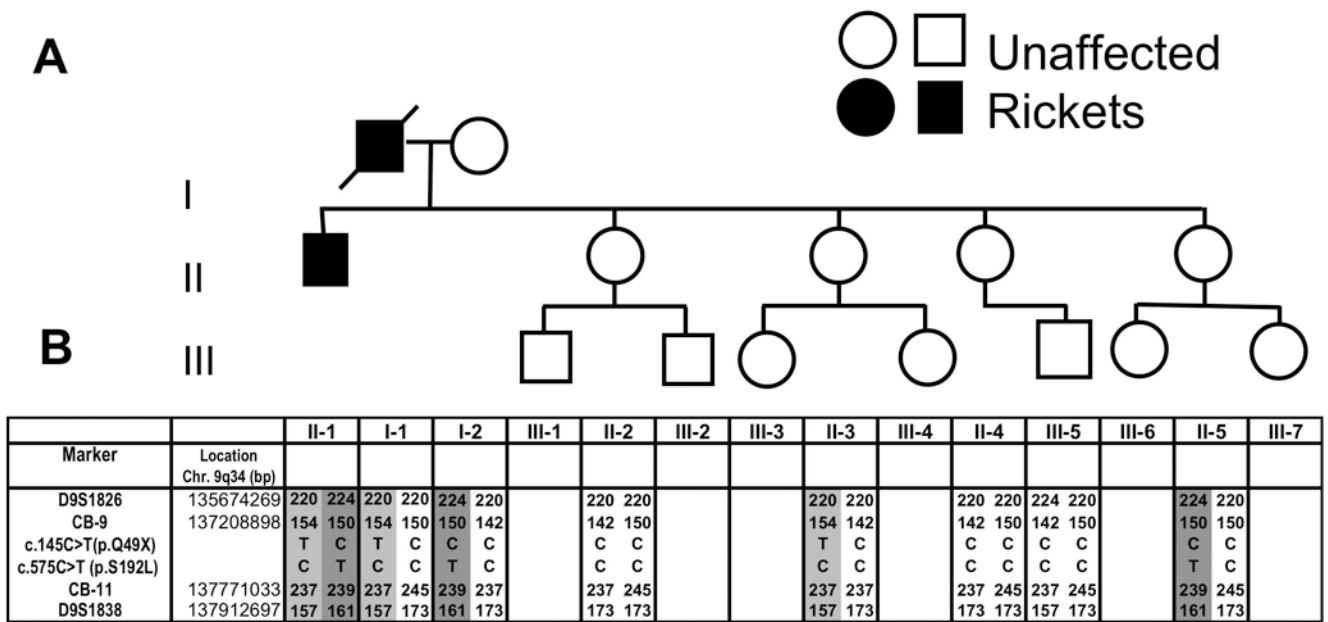 A
Unaffected
Rickets
I
II
B
III
II-1 I-1 I-2 III-1 II-2 III-2 III-3 II-3 III-4 II-4 III-5 III-6 II-5 III-7
Marker Location
Chr. 9q34 (bp)
D9S1826 135674269 220 224 220 220 224 220 220 220 220 220 220 220 224 220 224 220
CB-9 137208898 154 150 154 150 150 142 142 150 154 142 142 150 142 150 150 150
c.145C>T(p.Q49X) T C T C C C C C T C C C C C C C
c.575C>T (p.S192L) C T C C T C C C C C C C C C T C
CB-11 137771033 237 239 237 245 239 237 237 245 237 237 237 245 237 245 239 245
D9S1838 137912697 157 161 157 173 161 173 173 173 157 173 173 173 157 173 161 173